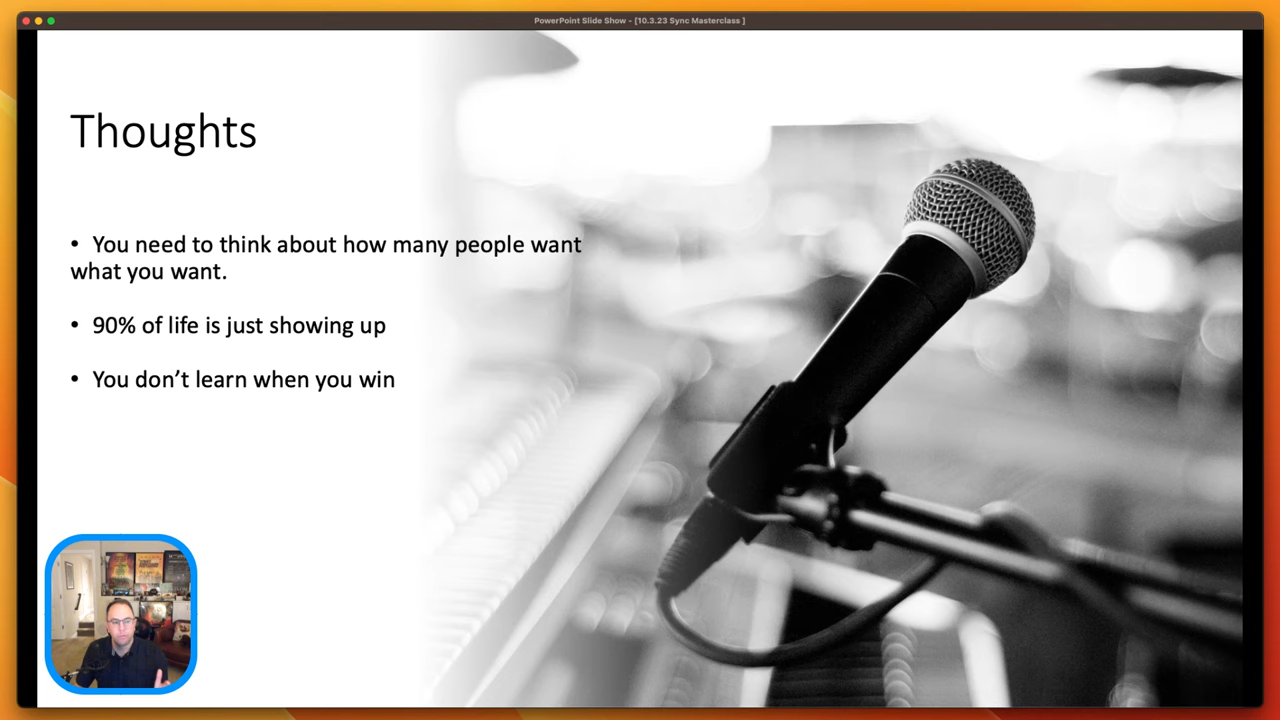 PowerPoint Slide Show - [10.3.23 Sync Masterclass ]
Thoughts
• You need to think about how many people want
what you want.
• 90% of life is just showing up
• You don’t learn when you win